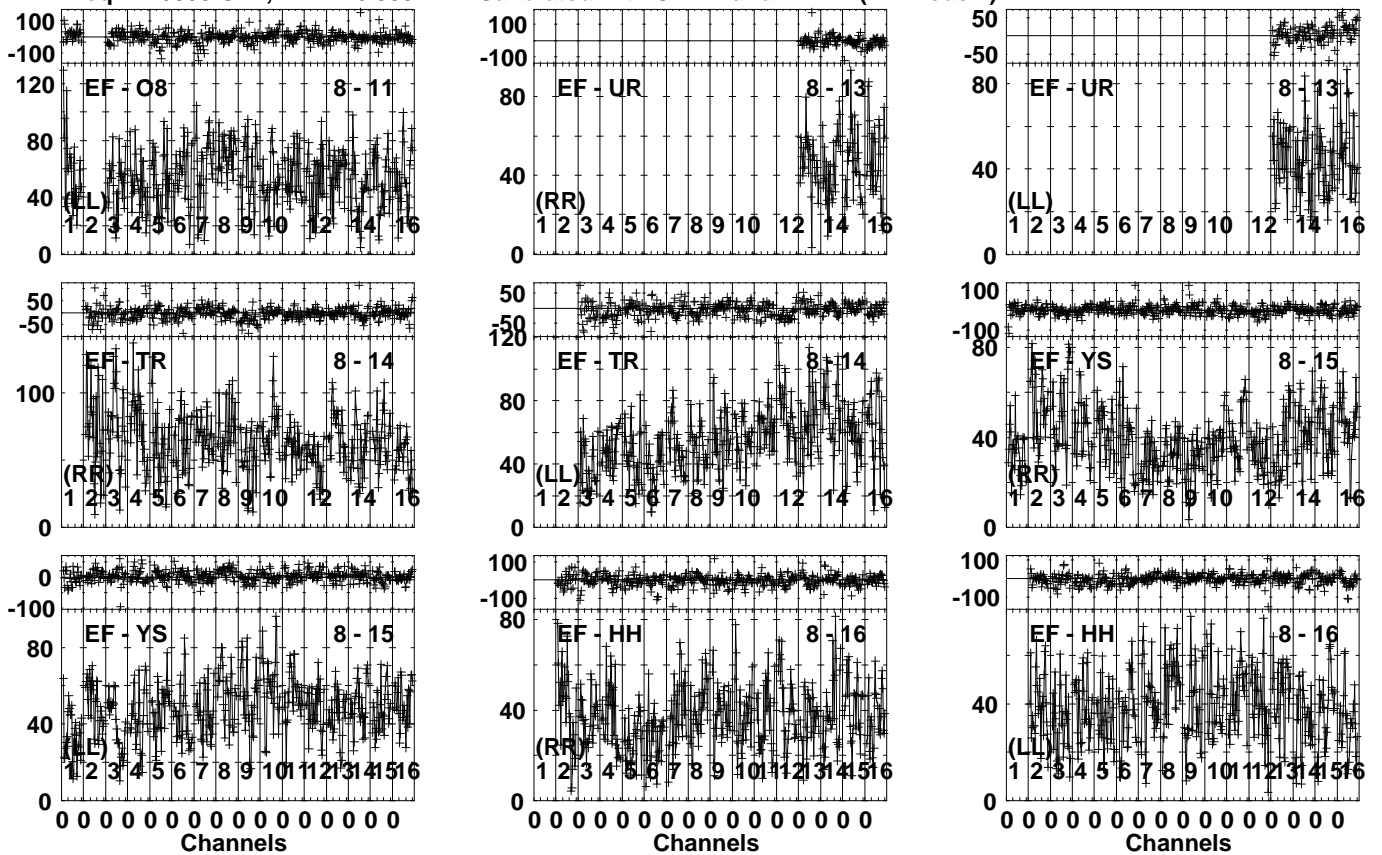 100 100 50
-100 -100 -50
120 EF - O8 8 - 11 80 EF - UR 8 - 13 80 EF - UR 8 - 13
80
40 (LL) 40 (RR) 40 (LL)
1 2 3 4 5 6 7 8 9 10 12 14 16 1 2 3 4 5 6 7 8 9 10 12 14 16 1 2 3 4 5 6 7 8 9 10 12 14 16
0 0 0
50 50 100
-50 -50 -100
EF - TR 8 - 14 120 EF - TR 8 - 14 80 EF - YS 8 - 15
100 80 40
(RR) 40 (LL) (RR)
1 2 3 4 5 6 7 8 9 10 12 14 16 1 2 3 4 5 6 7 8 9 10 12 14 16 1 2 3 4 5 6 7 8 9 10 12 14 16
0 0 0
0 100 100
-100 -100 -100
80 EF - YS 8 - 15 80 EF - HH 8 - 16 80 EF - HH 8 - 16
40 (LL) 40 (RR) 40 (LL)
1 2 3 4 5 6 7 8 9 10 11 12 13 14 15 16 1 2 3 4 5 6 7 8 9 10 11 12 13 14 15 16 1 2 3 4 5 6 7 8 9 10 11 12 13 14 15 16
0 0 0
0 0 0 0 0 0 0 0 0 0 0 0 0 0 0 0 0 0 0 0 0 0 0 0 0 0 0 0 0 0 0 0 0 0 0 0 0 0 0 0 0 0 0 0 0 0 0 0
Channels Channels Channels